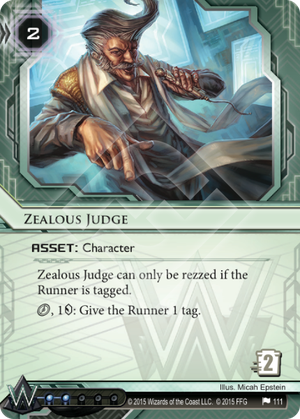 2
ZEALOUS JUDGE
ASSET: Character
Zealous Judge can only be rezzed if the
Runner is tagged.
, 1: Give the Runner 1 tag.
2
Illus. Micah Epstein
© 2015 Wizards of the Coast LLC. © 2015 FFG
111